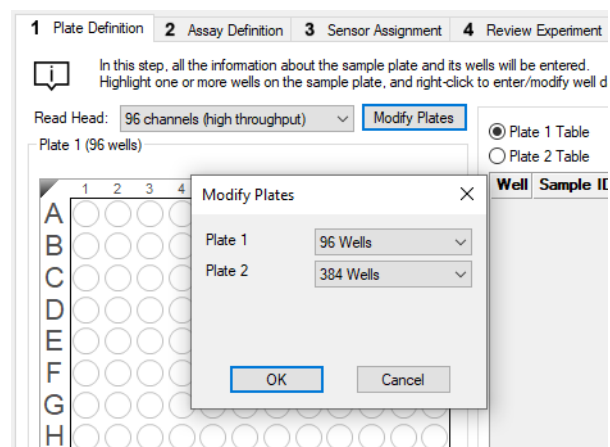 1 Plate Definition 2 Assay Definition 3 Sensor Assignment 4 Review Experiment
In this step, all the information about the sample plate and its wells will be entered.
Highlight one or more wells on the sample plate, and right-click to enter/modify well d
Read Head: 96 channels (high throughput) Modify Plates
Plate 1 (96 wells)
Plate 1 Table
Plate 2 Table
Well Sample ID
1 2 3 4
A
B
C
D
E
F
G
H
Modify Plates
Plate 1 96 Wells
Plate 2 384 Wells
OK Cancel